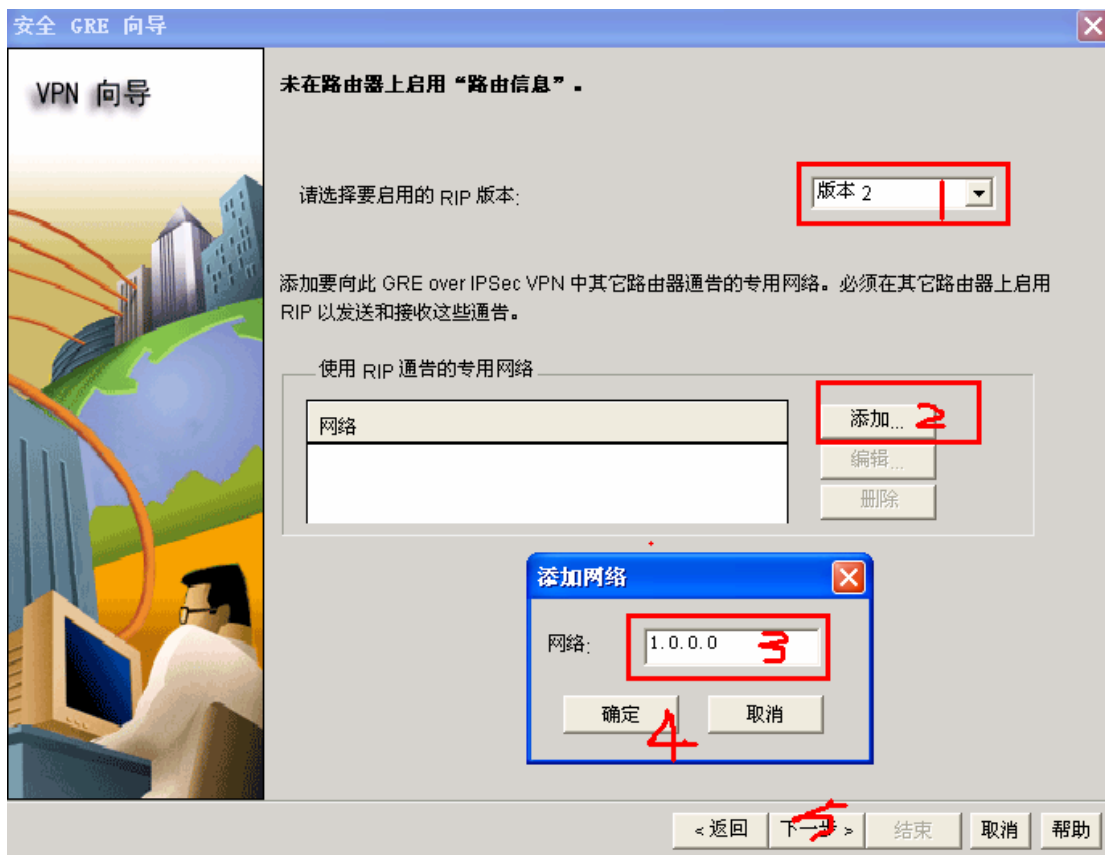 安全 GRE 向导
VPN 向导
未在路由器上启用“路由信息”。
请选择要启用的 RIP 版本:
版本 2
1
添加要向此 GRE over IPSec VPN 中其它路由器通告的专用网络。必须在其它路由器上启用
RIP 以发送和接收这些通告。
使用 RIP 通告的专用网络
网络
添加... 2
编辑...
删除
添加网络
网络:
1.0.0.0 3
确定 4
取消
<返回
下一步> 5
结束
取消
帮助